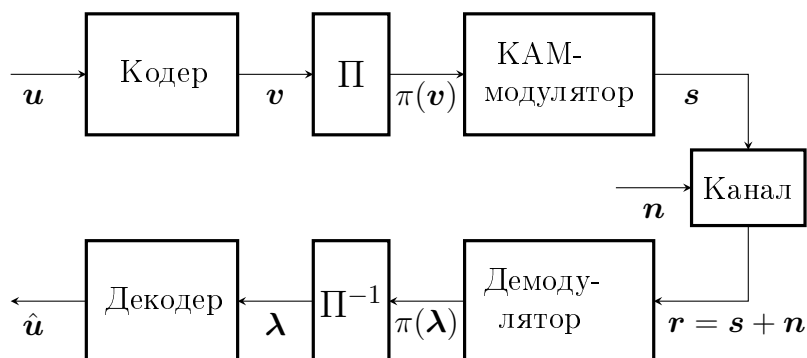 Кодер
Π
КАМ-
модулятор
u
v
π(v)
s
Канал
n
Декодер
Π⁻¹
Демоду-
лятор
û
λ
π(λ)
r = s + n